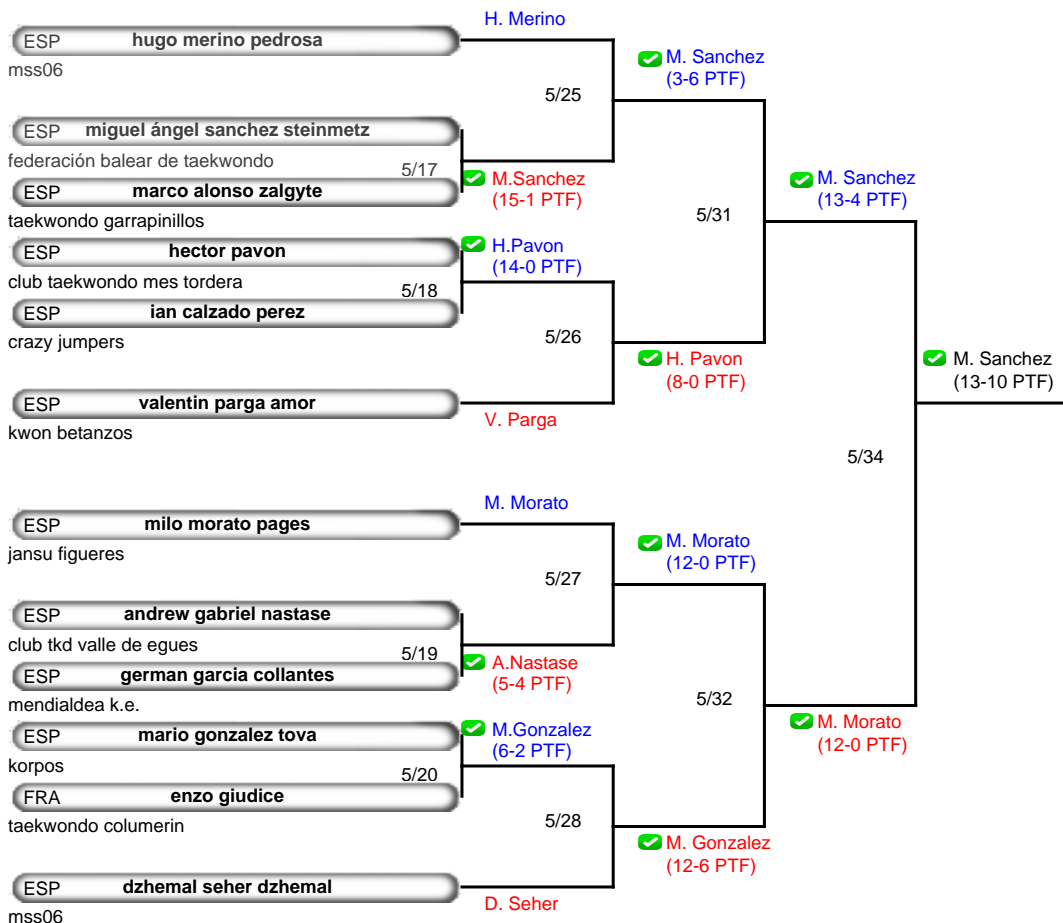 H. Merino
ESP hugo merino pedrosa
mss06
M. Sanchez
(3-6 PTF)
5/25
ESP miguel ángel sanchez steinmetz
federación balear de taekwondo
5/17
M.Sanchez
(15-1 PTF)
ESP marco alonso zalgyte
taekwondo garrapinillos
M. Sanchez
(13-4 PTF)
5/31
ESP hector pavon
H.Pavon
(14-0 PTF)
club taekwondo mes tordera
5/18
ESP ian calzado perez
crazy jumpers
5/26
H. Pavon
(8-0 PTF)
M. Sanchez
(13-10 PTF)
ESP valentin parga amor
V. Parga
kwon betanzos
5/34
M. Morato
ESP milo morato pages
jansu figueres
M. Morato
(12-0 PTF)
5/27
ESP andrew gabriel nastase
club tkd valle de egues
5/19
A.Nastase
(5-4 PTF)
ESP german garcia collantes
mendialdea k.e.
5/32
M. Morato
(12-0 PTF)
ESP mario gonzalez tova
M.Gonzalez
(6-2 PTF)
korpos
5/20
FRA enzo giudice
taekwondo columerin
5/28
M. Gonzalez
(12-6 PTF)
ESP dzhemal seher dzhemal
D. Seher
mss06